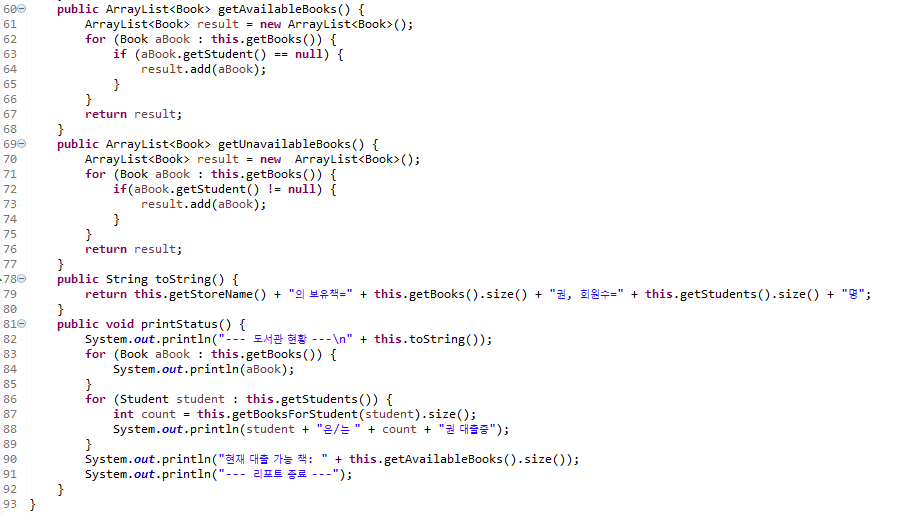 60 public ArrayList<Book> getAvailableBooks() {
61 ArrayList<Book> result = new ArrayList<Book>();
62 for (Book aBook : this.getBooks()) {
63 if (aBook.getStudent() == null) {
64 result.add(aBook);
65 }
66 }
67 return result;
68 }
69 public ArrayList<Book> getUnavailableBooks() {
70 ArrayList<Book> result = new  ArrayList<Book>();
71 for (Book aBook : this.getBooks()) {
72 if(aBook.getStudent() != null) {
73 result.add(aBook);
74 }
75 }
76 return result;
77 }
78 public String toString() {
79 return this.getStoreName() + "의 보유책=" + this.getBooks().size() + "권, 회원수=" + this.getStudents().size() + "명";
80 }
81 public void printStatus() {
82 System.out.println("--- 도서관 현황 ---\n" + this.toString());
83 for (Book aBook : this.getBooks()) {
84 System.out.println(aBook);
85 }
86 for (Student student : this.getStudents()) {
87 int count = this.getBooksForStudent(student).size();
88 System.out.println(student + "은/는 " + count + "권 대출중");
89 }
90 System.out.println("현재 대출 가능 책: " + this.getAvailableBooks().size());
91 System.out.println("--- 리포트 종료 ---");
92 }
93 }